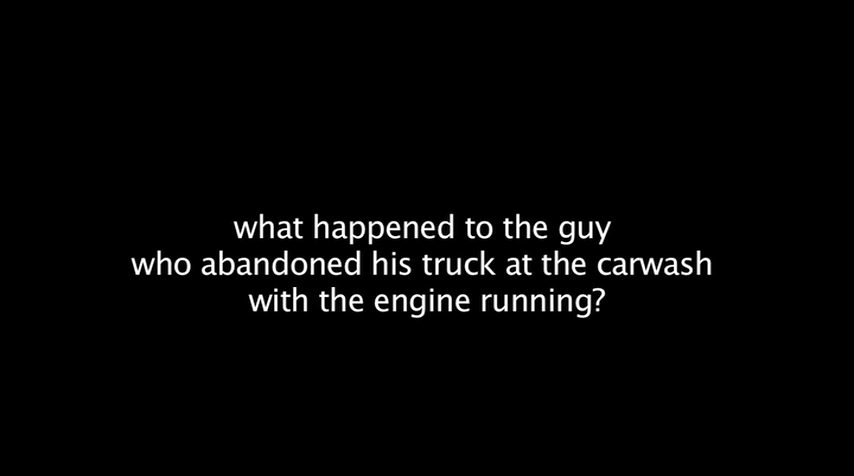 what happened to the guy
who abandoned his truck at the carwash
with the engine running?